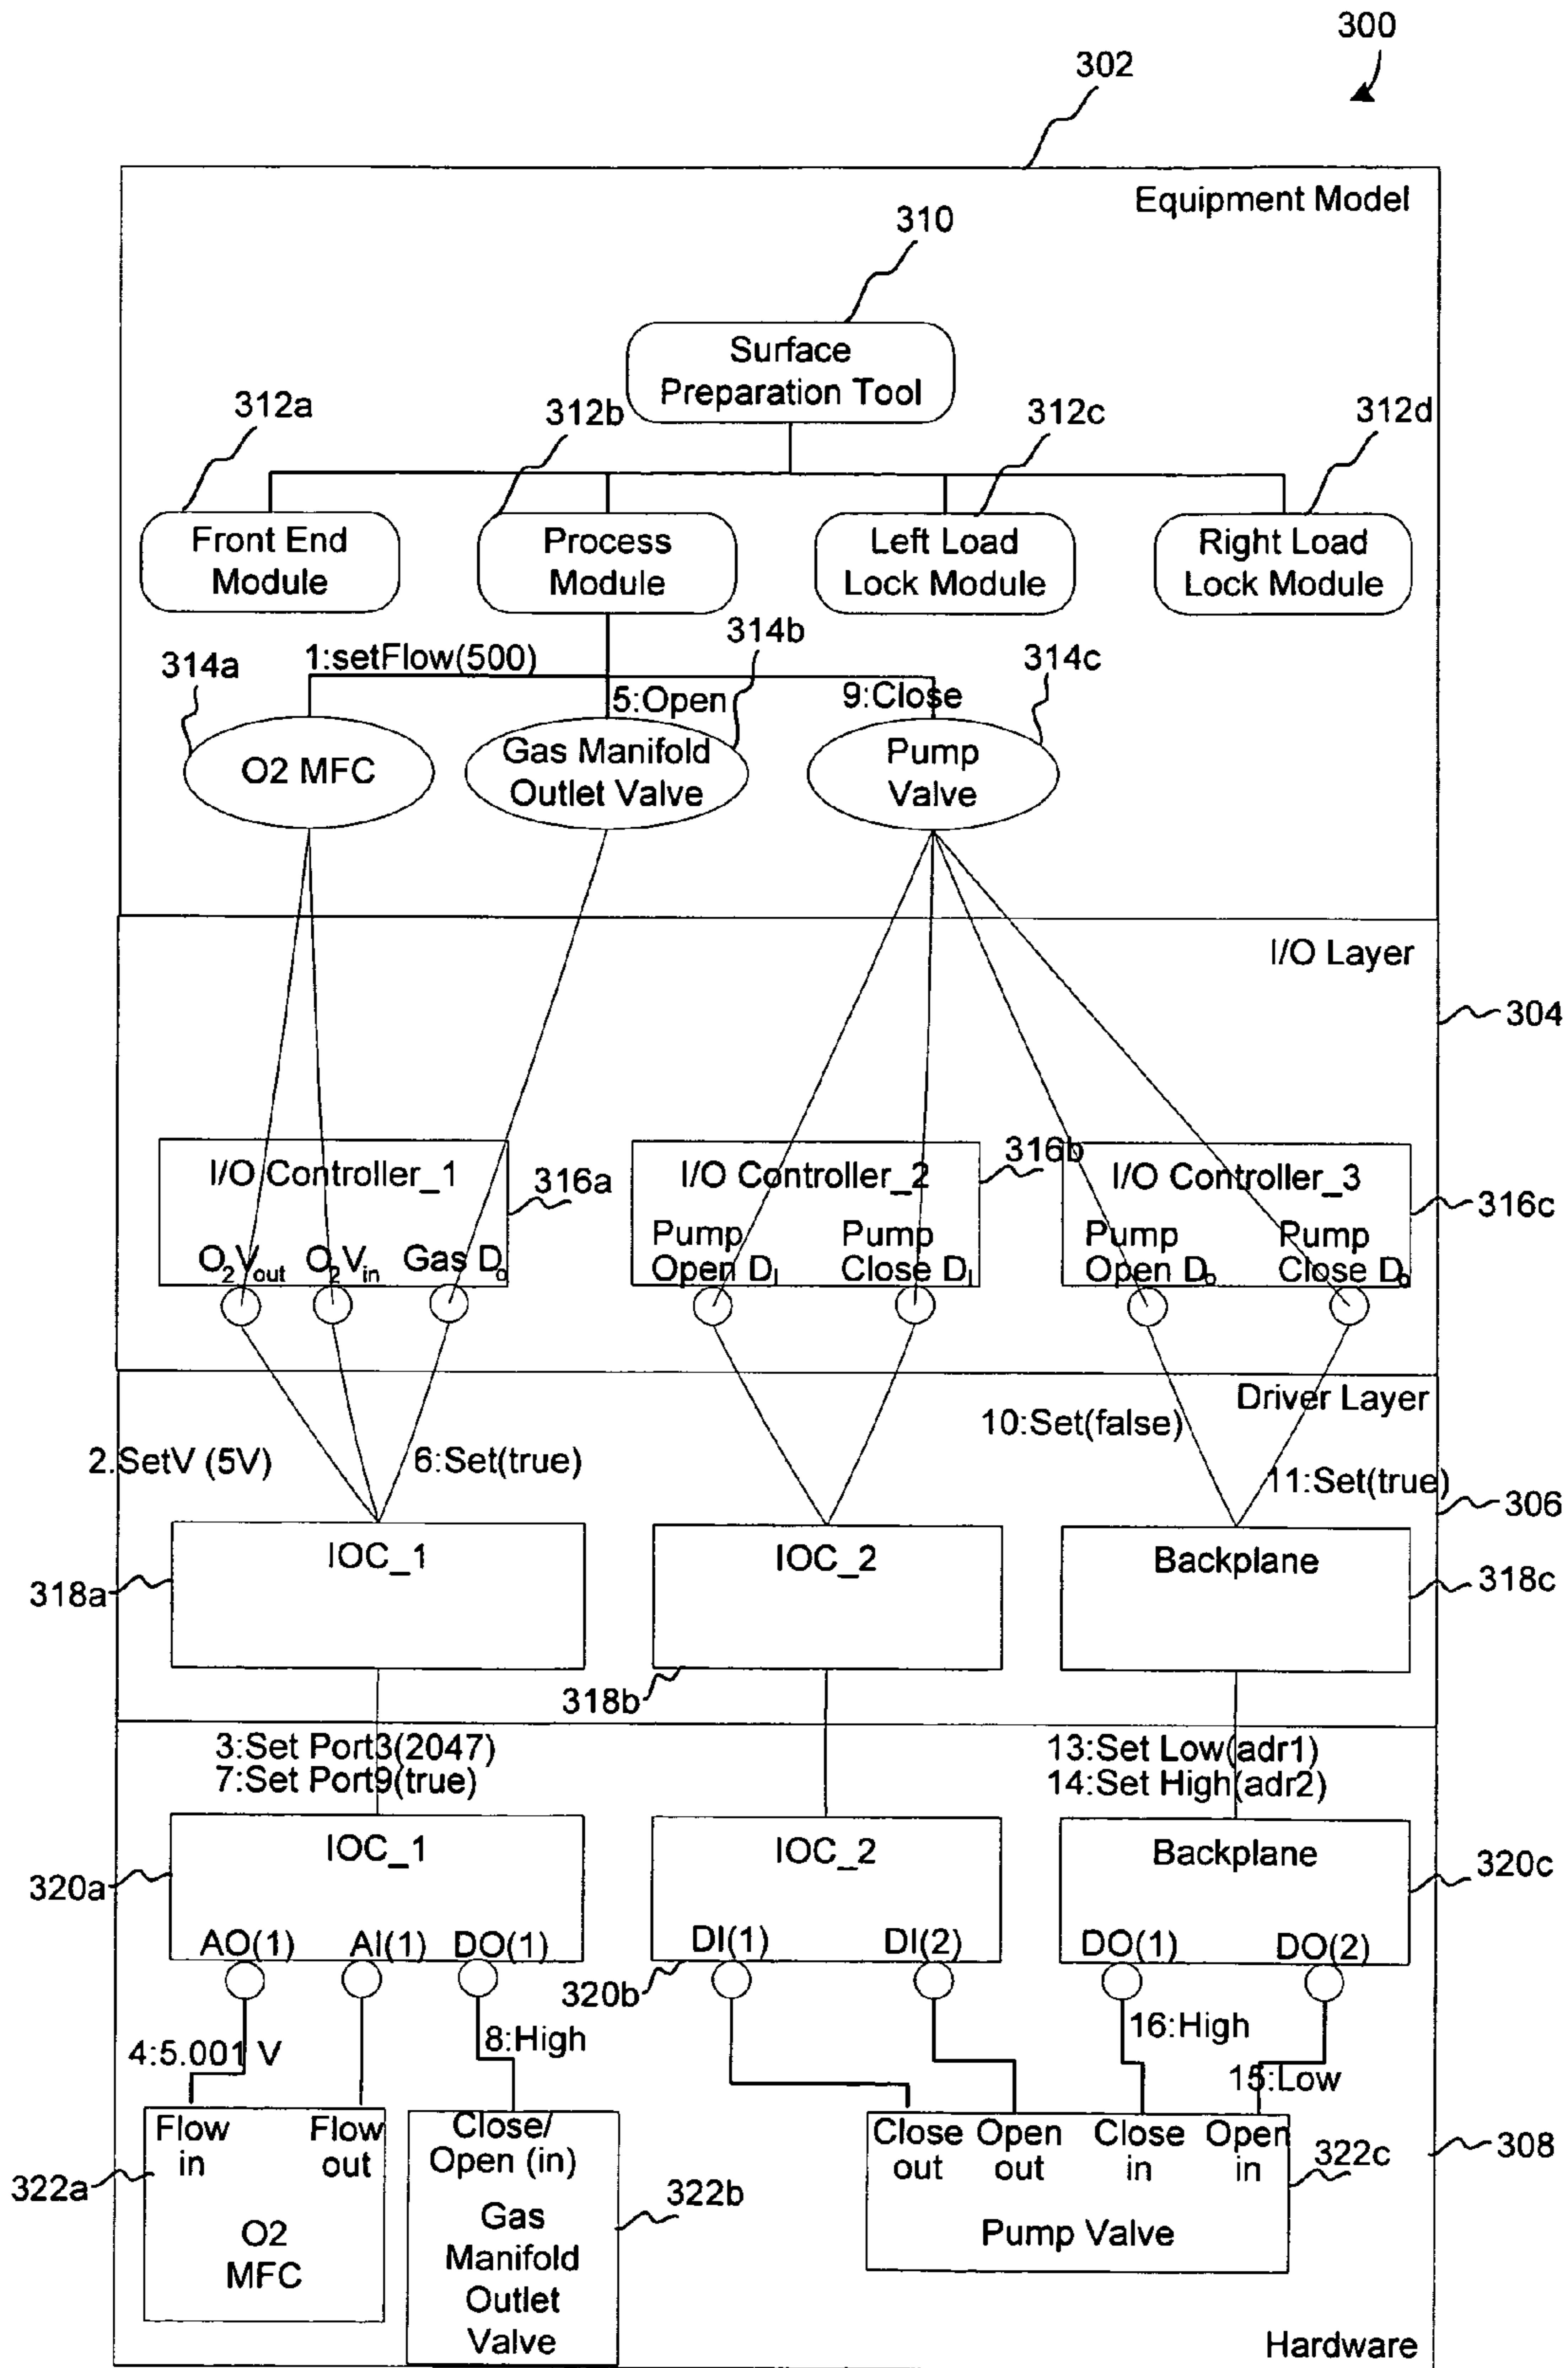 300
302
Equipment Model
310
Surface
Preparation Tool
312a
312b
312c
312d
Front End
Module
Process
Module
Left Load
Lock Module
Right Load
Lock Module
314a
1:setFlow(500)
314b
314c
5:Open
9:Close
O2 MFC
Gas Manifold
Outlet Valve
Pump
Valve
I/O Layer
304
I/O Controller_1
316a
I/O Controller_2
316b
I/O Controller_3
316c
O2Vout
O2Vin
Gas Do
Pump
Open DI
Pump
Close DI
Pump
Open Do
Pump
Close Do
Driver Layer
2.SetV (5V)
6:Set(true)
10:Set(false)
11:Set(true)
306
IOC_1
318a
IOC_2
318b
Backplane
318c
3:Set Port3(2047)
7:Set Port9(true)
13:Set Low(adr1)
14:Set High(adr2)
IOC_1
320a
IOC_2
320b
Backplane
320c
AO(1)
AI(1)
DO(1)
DI(1)
DI(2)
DO(1)
DO(2)
4:5.001 V
8:High
16:High
15:Low
Flow
in
Flow
out
322a
O2
MFC
Close/
Open (in)
Gas
Manifold
Outlet
Valve
322b
Close
out
Open
out
Close
in
Open
in
322c
Pump Valve
308
Hardware